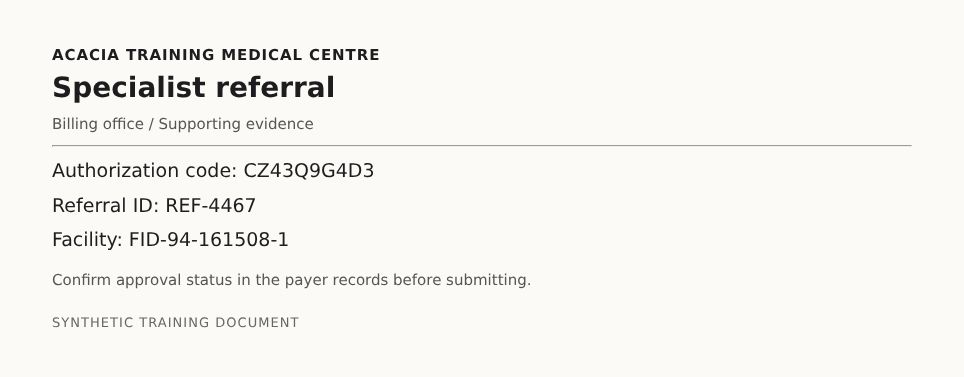 ACACIA TRAINING MEDICAL CENTRE
Specialist referral
Billing office / Supporting evidence
Authorization code: CZ43Q9G4D3
Referral ID: REF-4467
Facility: FID-94-161508-1
Confirm approval status in the payer records before submitting.
SYNTHETIC TRAINING DOCUMENT